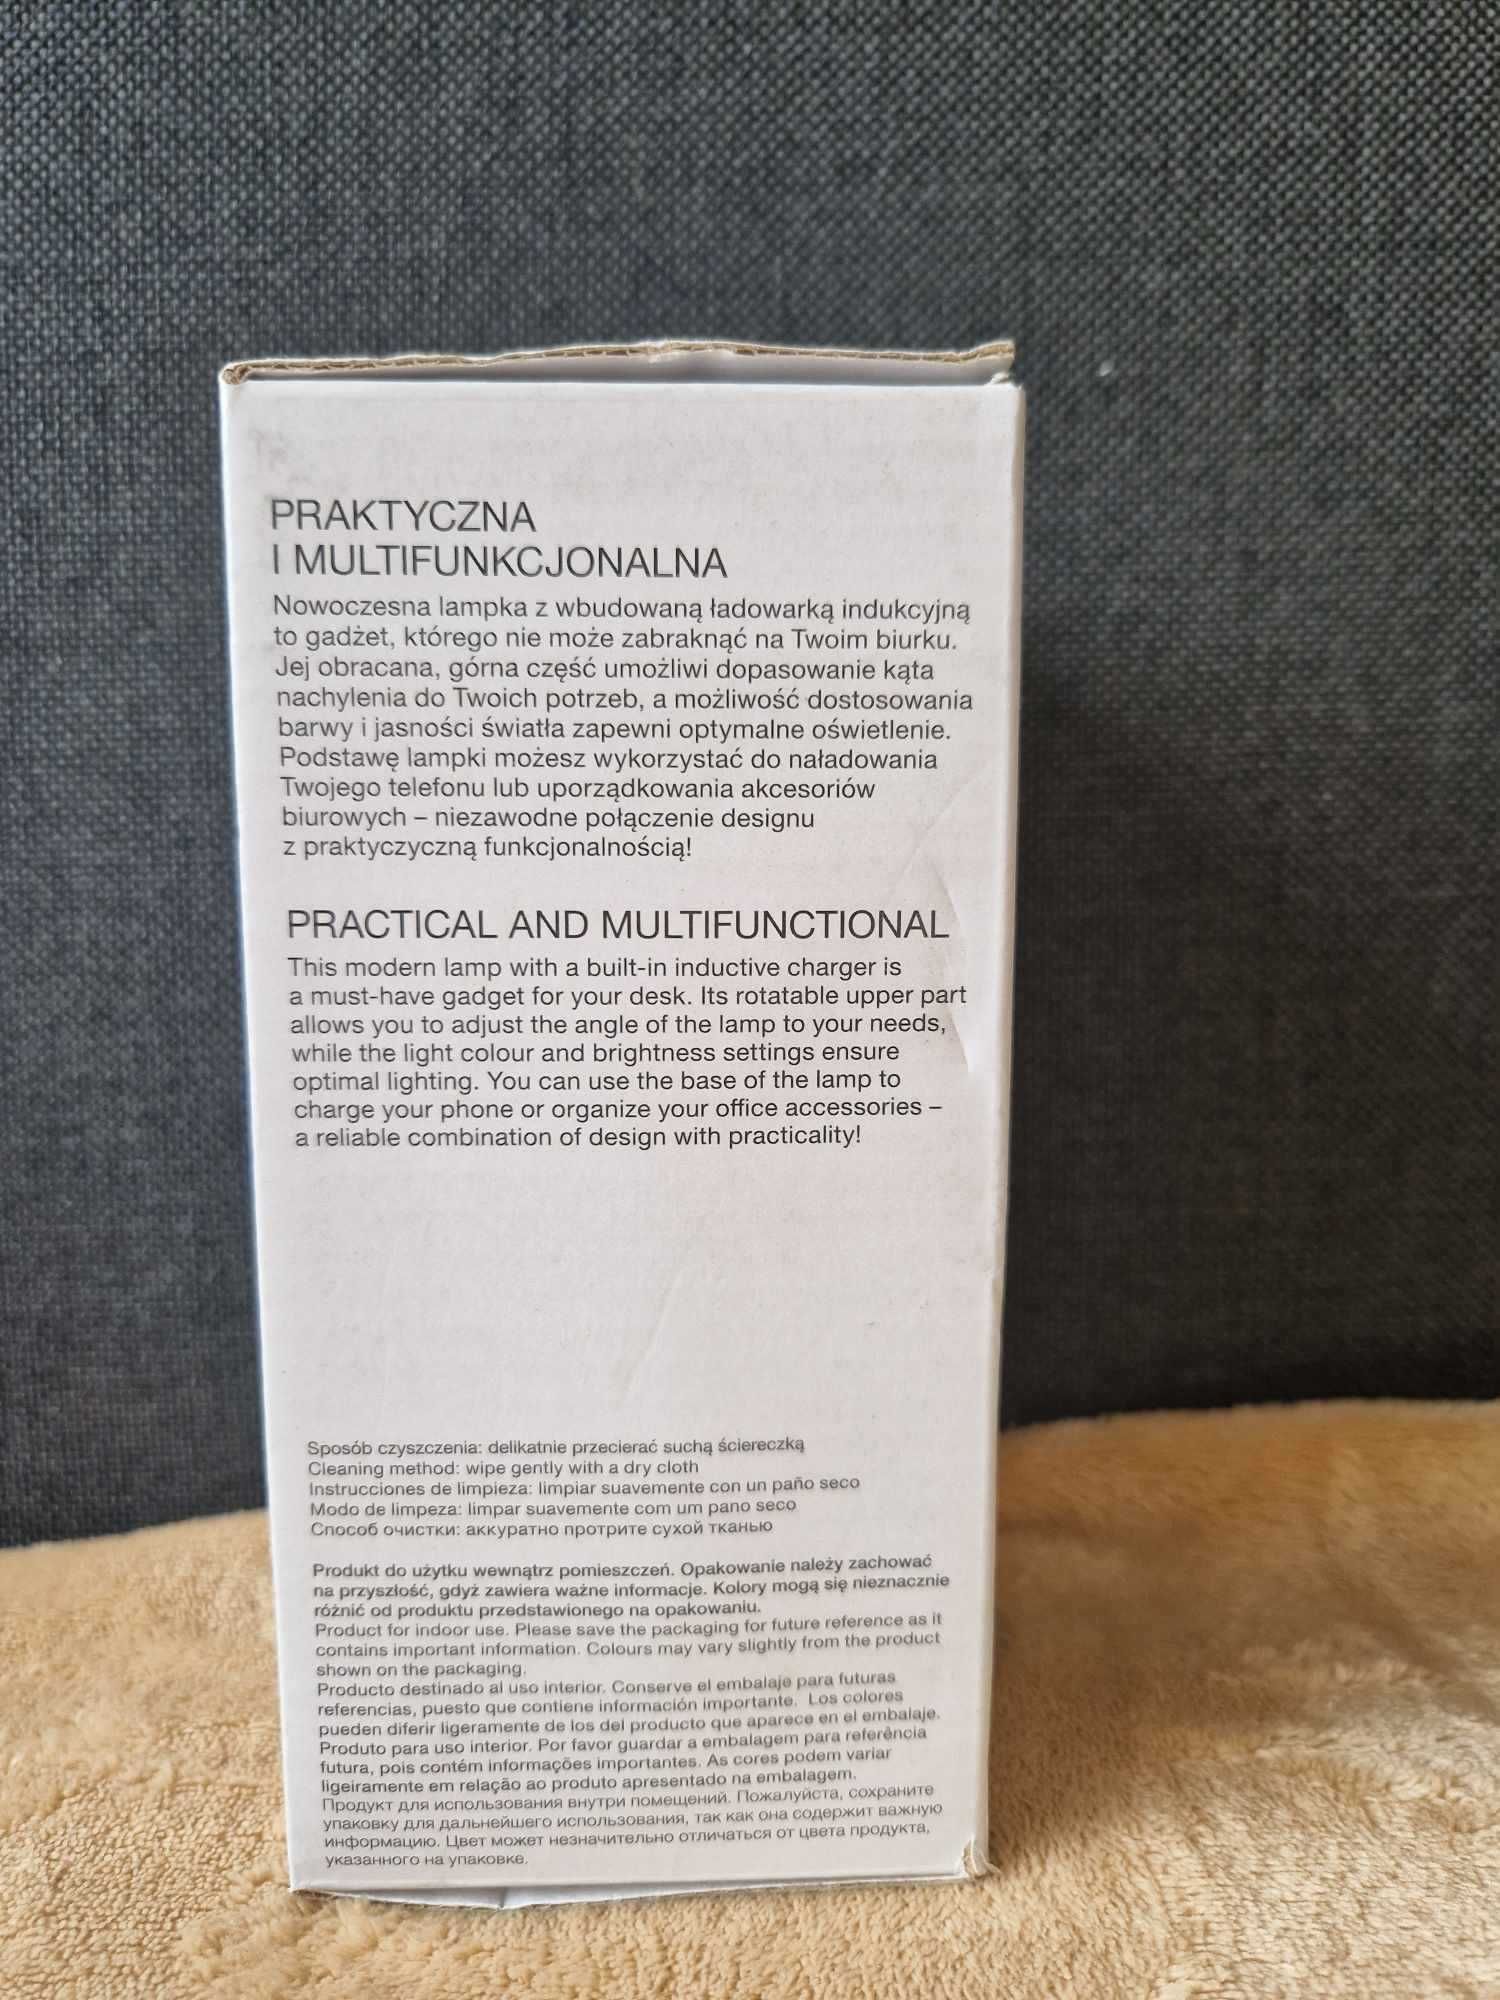 PRAKTYCZNA
I MULTIFUNKCJONALNA
Nowoczesna lampka z wbudowaną ładowarką indukcyjną
to gadżet, którego nie może zabraknąć na Twoim biurku.
Jej obracana, górna część umożliwi dopasowanie kąta
nachylenia do Twoich potrzeb, a możliwość dostosowania
barwy i jasności światła zapewni optymalne oświetlenie.
Podstawę lampki możesz wykorzystać do naładowania
Twojego telefonu lub uporządkowania akcesoriów
biurowych – niezawodne połączenie designu
z praktyczyczną funkcjonalnością!
PRACTICAL AND MULTIFUNCTIONAL
This modern lamp with a built-in inductive charger is
a must-have gadget for your desk. Its rotatable upper part
allows you to adjust the angle of the lamp to your needs,
while the light colour and brightness settings ensure
optimal lighting. You can use the base of the lamp to
charge your phone or organize your office accessories –
a reliable combination of design with practicality!
Sposób czyszczenia: delikatnie przecierać suchą ściereczką
Cleaning method: wipe gently with a dry cloth
Instrucciones de limpieza: limpiar suavemente con un paño seco
Modo de limpeza: limpar suavemente com um pano seco
Способ очистки: аккуратно протрите сухой тканью
Produkt do użytku wewnątrz pomieszczeń. Opakowanie należy zachować
na przyszłość, gdyż zawiera ważne informacje. Kolory mogą się nieznacznie
różnić od produktu przedstawionego na opakowaniu.
Product for indoor use. Please save the packaging for future reference as it
contains important information. Colours may vary slightly from the product
shown on the packaging.
Producto destinado al uso interior. Conserve el embalaje para futuras
referencias, puesto que contiene información importante. Los colores
pueden diferir ligeramente de los del producto que aparece en el embalaje.
Produto para uso interior. Por favor guardar a embalagem para referência
futura, pois contém informações importantes. As cores podem variar
ligeiramente em relação ao produto apresentado na embalagem.
Продукт для использования внутри помещений. Пожалуйста, сохраните
упаковку для дальнейшего использования, так как она содержит важную
информацию. Цвет может незначительно отличаться от цвета продукта,
указанного на упаковке.